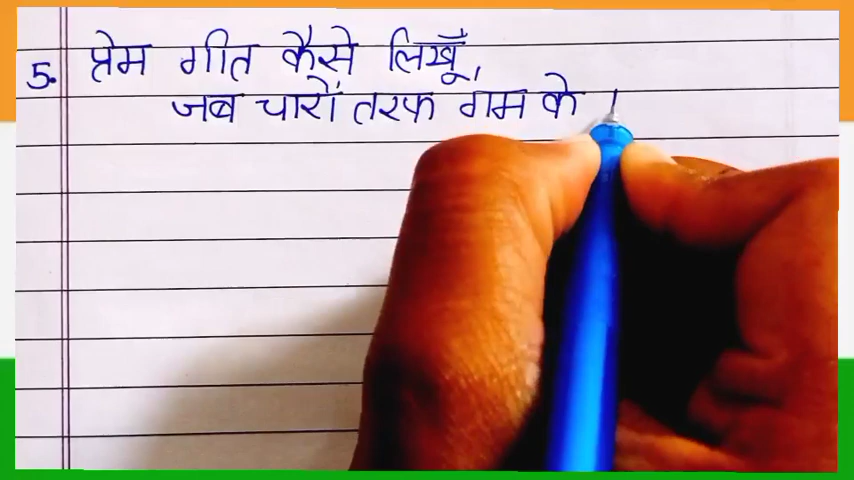 5. प्रेम गीत कैसे लिखूँ,
जब चारों तरफ गम के